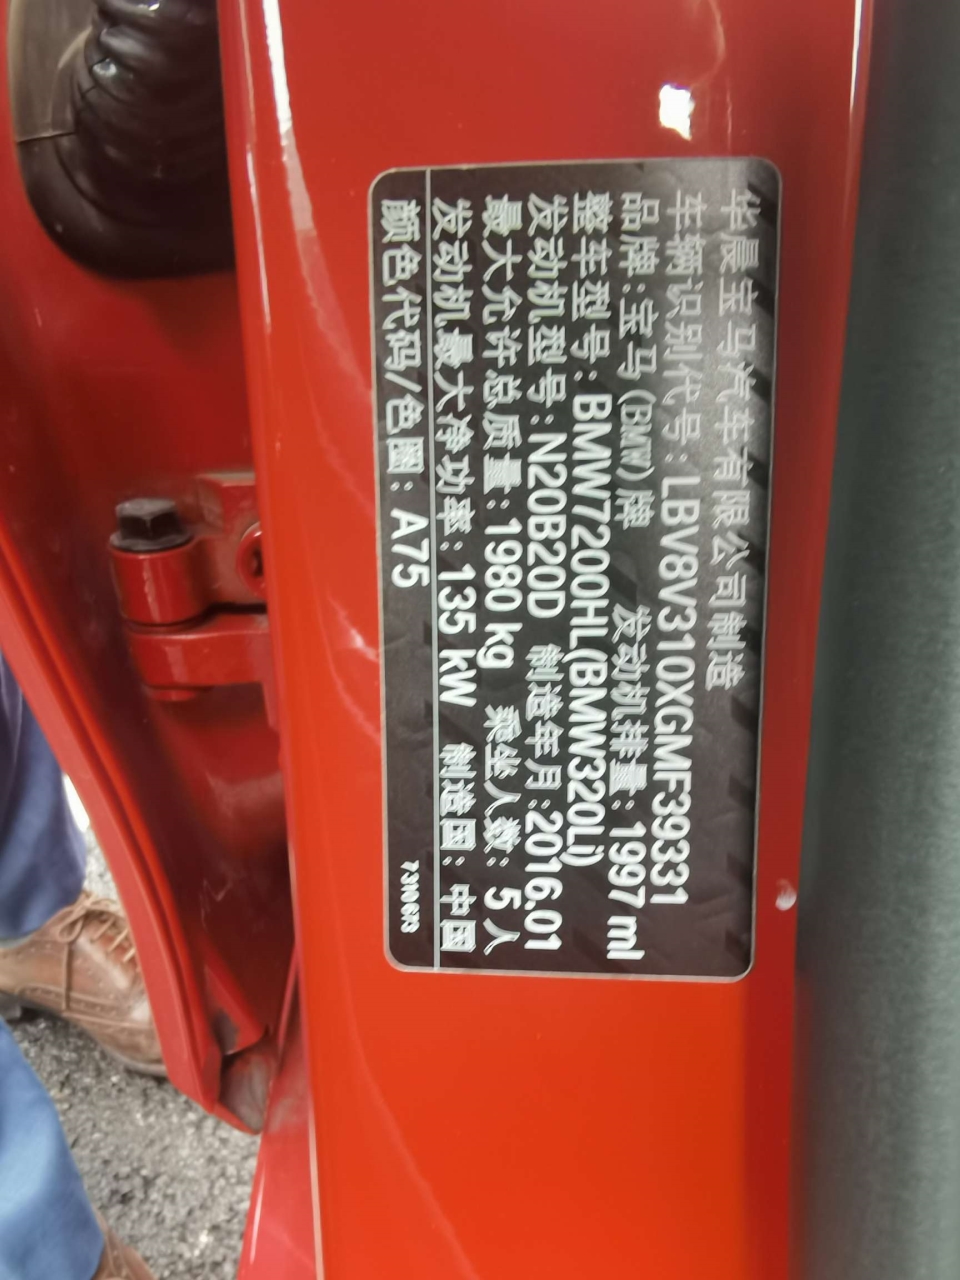 华晨宝马汽车有限公司制造
车辆识别代号:LBV8V310XGMF39331
品牌:宝马(BMW)牌 发动机排量:1997 ml
整车型号:BMW7200HL(BMW320Li)
发动机型号:N20B20D 制造年月:2016.01
最大允许总质量:1980 kg 乘坐人数:5人
发动机最大净功率:135 kW 制造国:中国
颜色代码/色图:A75
7310673